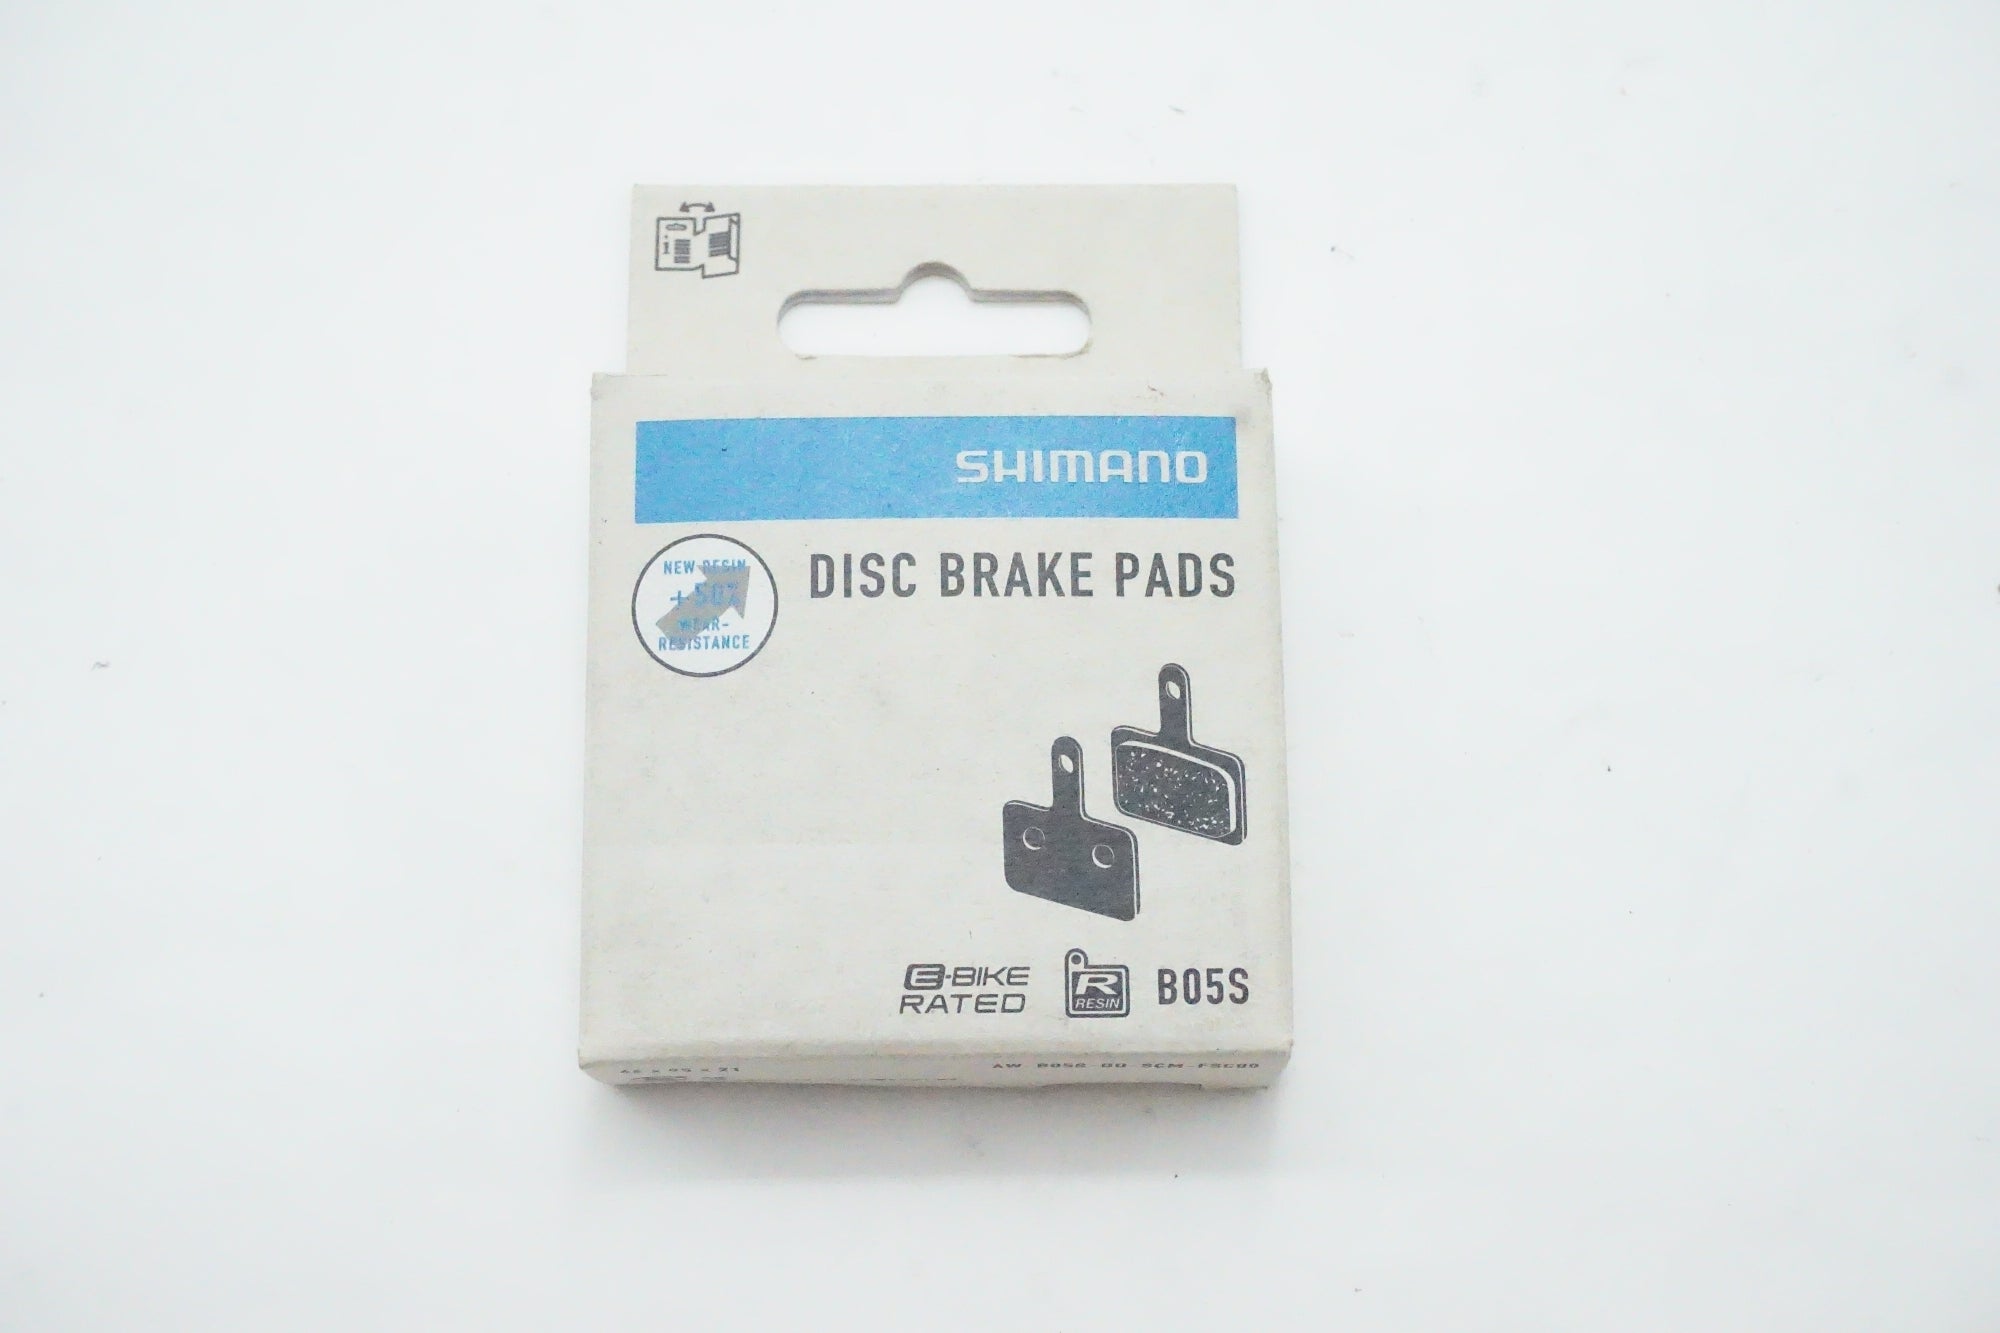 SHIMANO
DISC BRAKE PADS
NEW RESIN
+50%
WEAR-
RESISTANCE
E-BIKE
RATED
R
RESIN
B05S
i